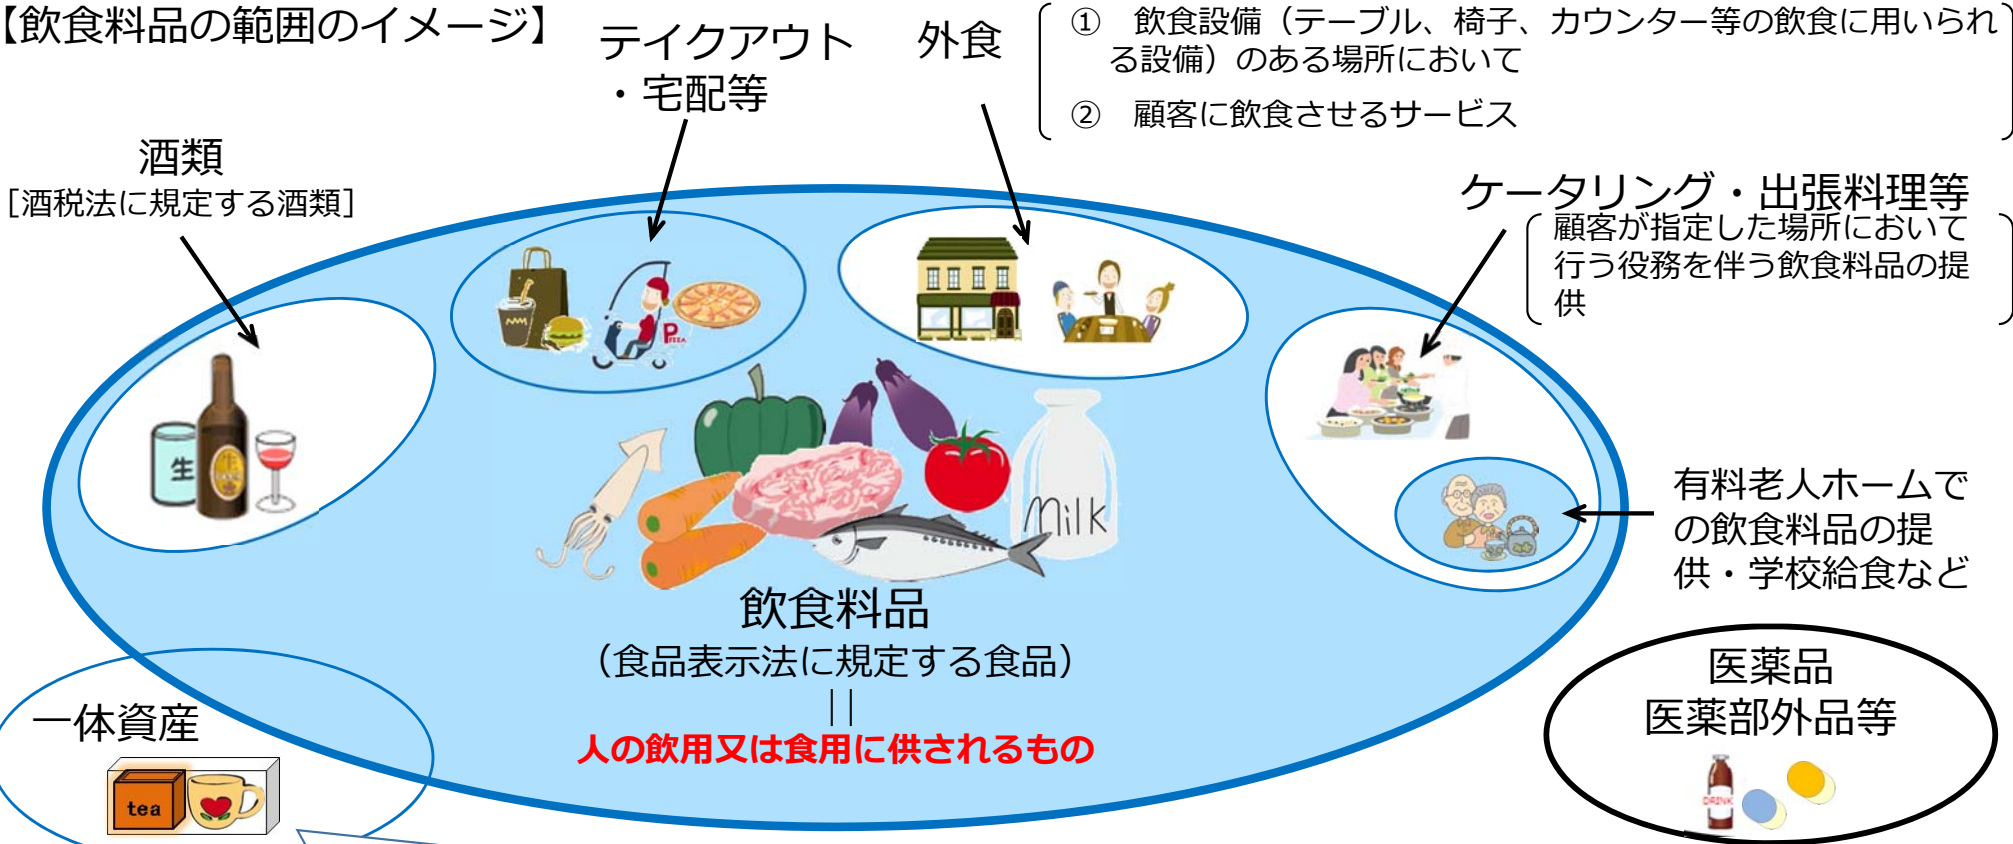 【飲食料品の範囲のイメージ】
テイクアウト
・宅配等
外食
① 飲食設備（テーブル、椅子、カウンター等の飲食に用いられ
る設備）のある場所において
② 顧客に飲食させるサービス
酒類
［酒税法に規定する酒類］
ケータリング・出張料理等
顧客が指定した場所において
行う役務を伴う飲食料品の提
供
PIZZA
生
生
Milk
有料老人ホームで
の飲食料品の提
供・学校給食など
飲食料品
（食品表示法に規定する食品）
||
人の飲用又は食用に供されるもの
一体資産
tea
医薬品
医薬部外品等
DRINK